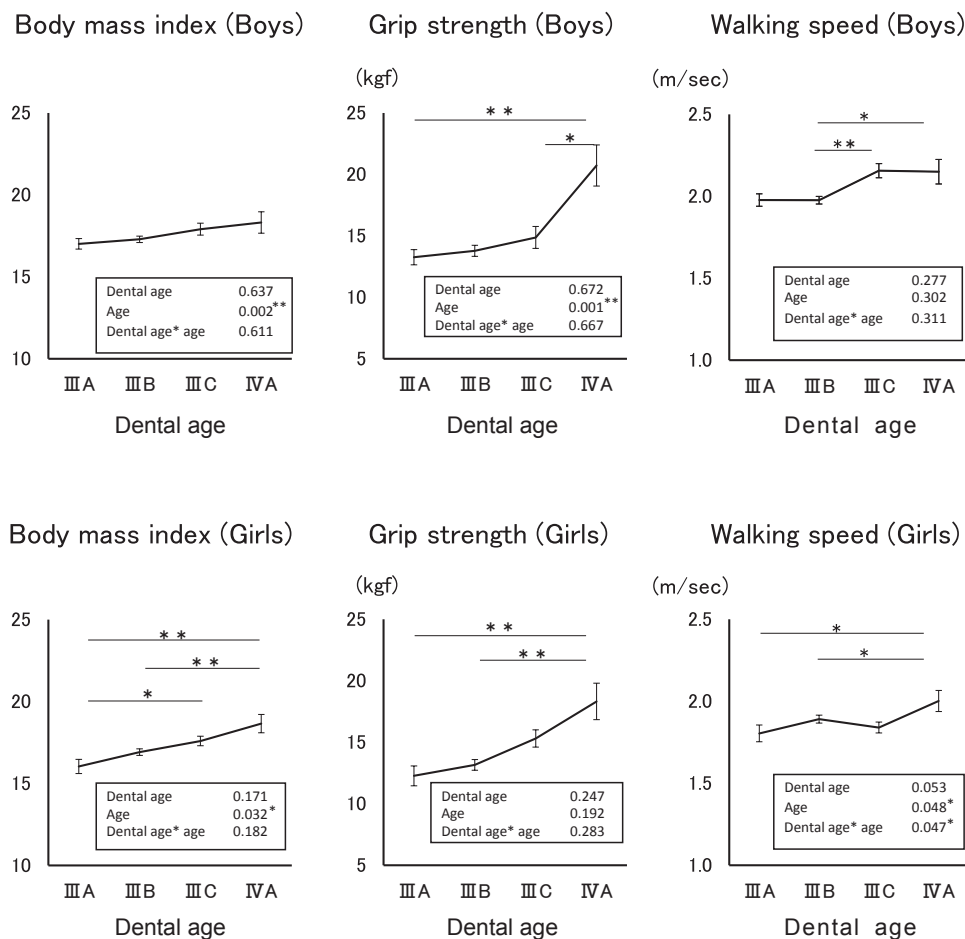 Body mass index (Boys)
Grip strength (Boys)
Walking speed (Boys)
(kgf)
(m/sec)
25
20
15
10
Dental age 0.637
Age 0.002**
Dental age* age 0.611
ⅢA ⅢB ⅢC ⅣA
Dental age
25
20
15
10
5
**
*
Dental age 0.672
Age 0.001**
Dental age* age 0.667
ⅢA ⅢB ⅢC ⅣA
Dental age
2.5
2.0
1.5
1.0
*
**
Dental age 0.277
Age 0.302
Dental age* age 0.311
ⅢA ⅢB ⅢC ⅣA
Dental age
Body mass index (Girls)
Grip strength (Girls)
Walking speed (Girls)
(kgf)
(m/sec)
25
20
15
10
**
**
*
Dental age 0.171
Age 0.032*
Dental age* age 0.182
ⅢA ⅢB ⅢC ⅣA
Dental age
25
20
15
10
5
**
**
Dental age 0.247
Age 0.192
Dental age* age 0.283
ⅢA ⅢB ⅢC ⅣA
Dental age
2.5
2.0
1.5
1.0
*
*
Dental age 0.053
Age 0.048*
Dental age* age 0.047*
ⅢA ⅢB ⅢC ⅣA
Dental age